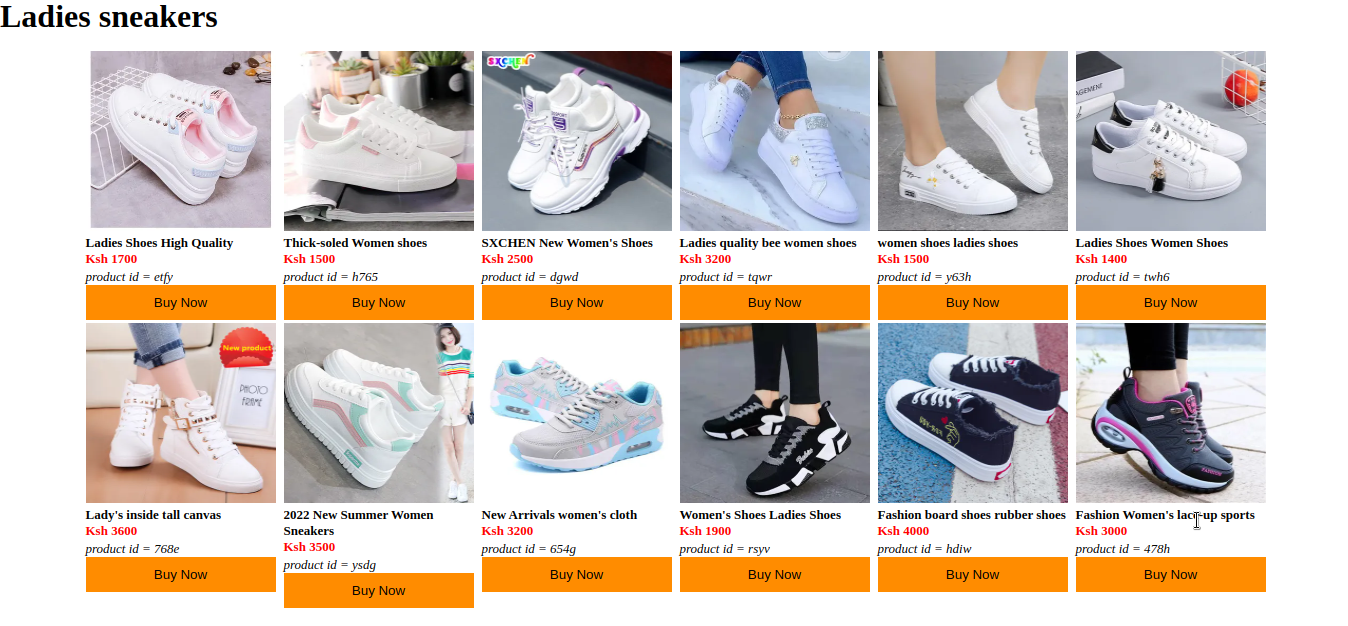 Ladies sneakers
SXCHEN
AGEMENT
Ladies Shoes High Quality
Ksh 1700
product id = etfy
Buy Now
Thick-soled Women shoes
Ksh 1500
product id = h765
Buy Now
SXCHEN New Women's Shoes
Ksh 2500
product id = dgwd
Buy Now
Ladies quality bee women shoes
Ksh 3200
product id = tqwr
Buy Now
women shoes ladies shoes
Ksh 1500
product id = y63h
Buy Now
Ladies Shoes Women Shoes
Ksh 1400
product id = twh6
Buy Now
New product
PHOTO
FRAME
Lady's inside tall canvas
Ksh 3600
product id = 768e
Buy Now
2022 New Summer Women
Sneakers
Ksh 3500
product id = ysdg
Buy Now
New Arrivals women's cloth
Ksh 3200
product id = 654g
Buy Now
Women's Shoes Ladies Shoes
Ksh 1900
product id = rsyv
Buy Now
Fashion board shoes rubber shoes
Ksh 4000
product id = hdiw
Buy Now
Fashion Women's lace-up sports
Ksh 3000
product id = 478h
Buy Now